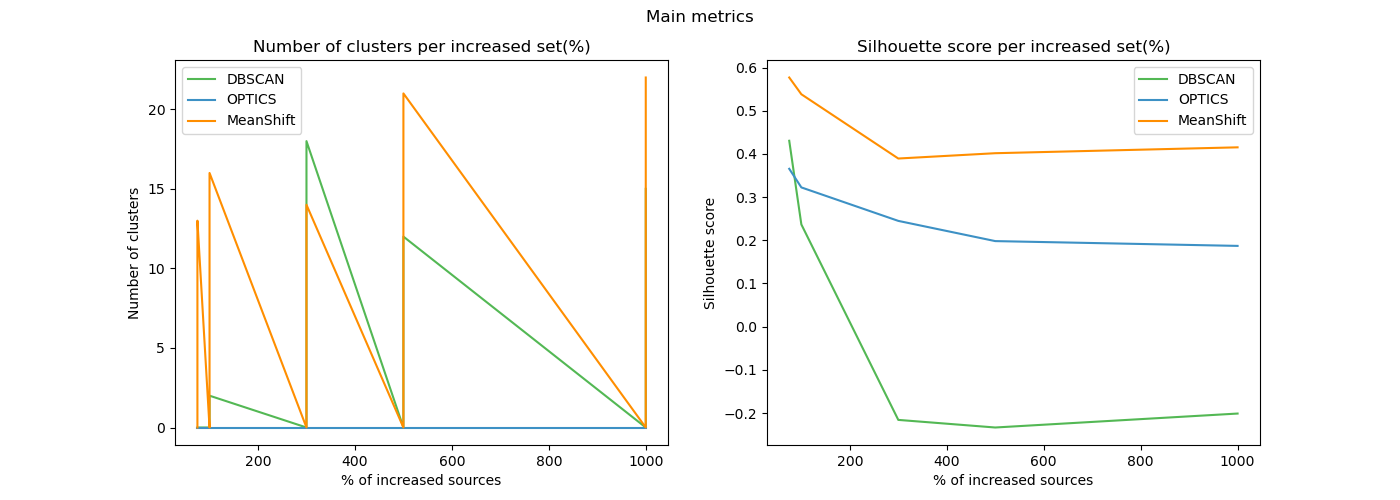 Main metrics
Number of clusters per increased set(%)
DBSCAN
OPTICS
MeanShift
20
15
10
5
0
Number of clusters
200
400
600
800
1000
% of increased sources
Silhouette score per increased set(%)
DBSCAN
OPTICS
MeanShift
0.6
0.5
0.4
0.3
0.2
0.1
0.0
−0.1
−0.2
Silhouette score
200
400
600
800
1000
% of increased sources